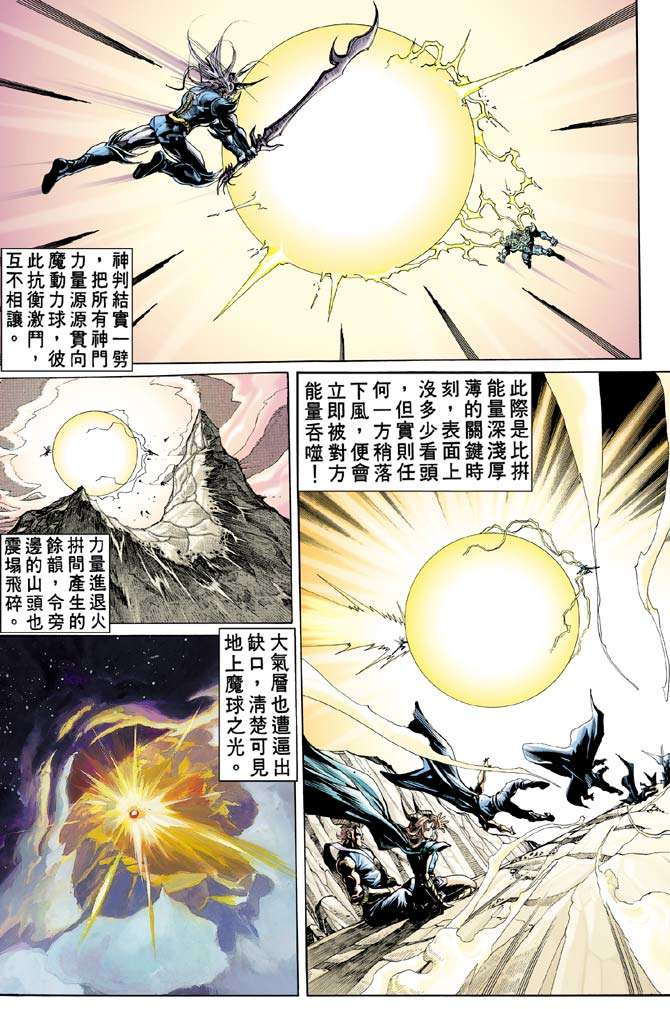 神判結實一劈
，把所有神門
力量源源貫向
魔動力球，彼
此抗衡激鬥，
互不相讓。
此際是比拚
能量深淺厚
薄的關鍵時
刻，表面上
沒多少看頭
，但實則任
何一方稍落
下風，便會
立即被對方
能量吞噬！
力量進退火
拚間產生的
餘韻，令旁
邊的山頭也
震塌飛碎。
大氣層也遭逼出
缺口，清楚可見
地上魔球之光。